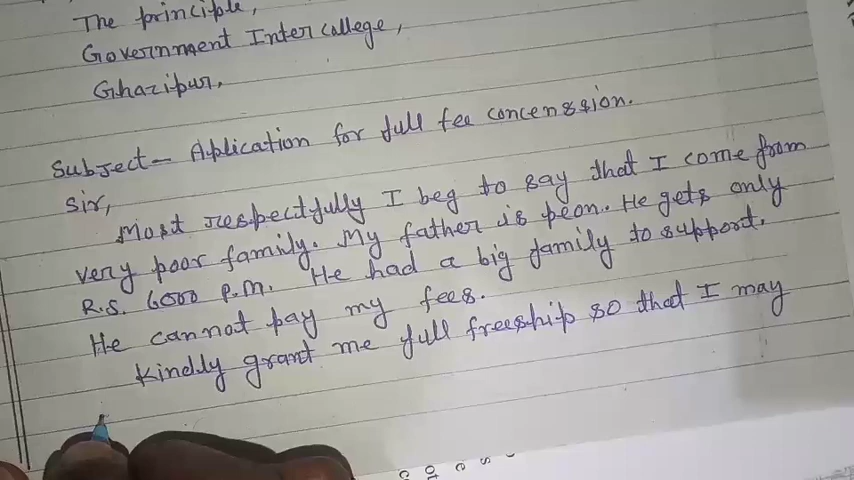 The principle,
Government Inter college,
Ghazipur.
Subject- Application for full fee concenssion.
Sir,
Most respectfully I beg to say that I come from
very poor family. My father is peon. He gets only
R.S. 6000 P.M. He had a big family to support.
He cannot pay my fees.
Kindly grant me full freeship so that I may